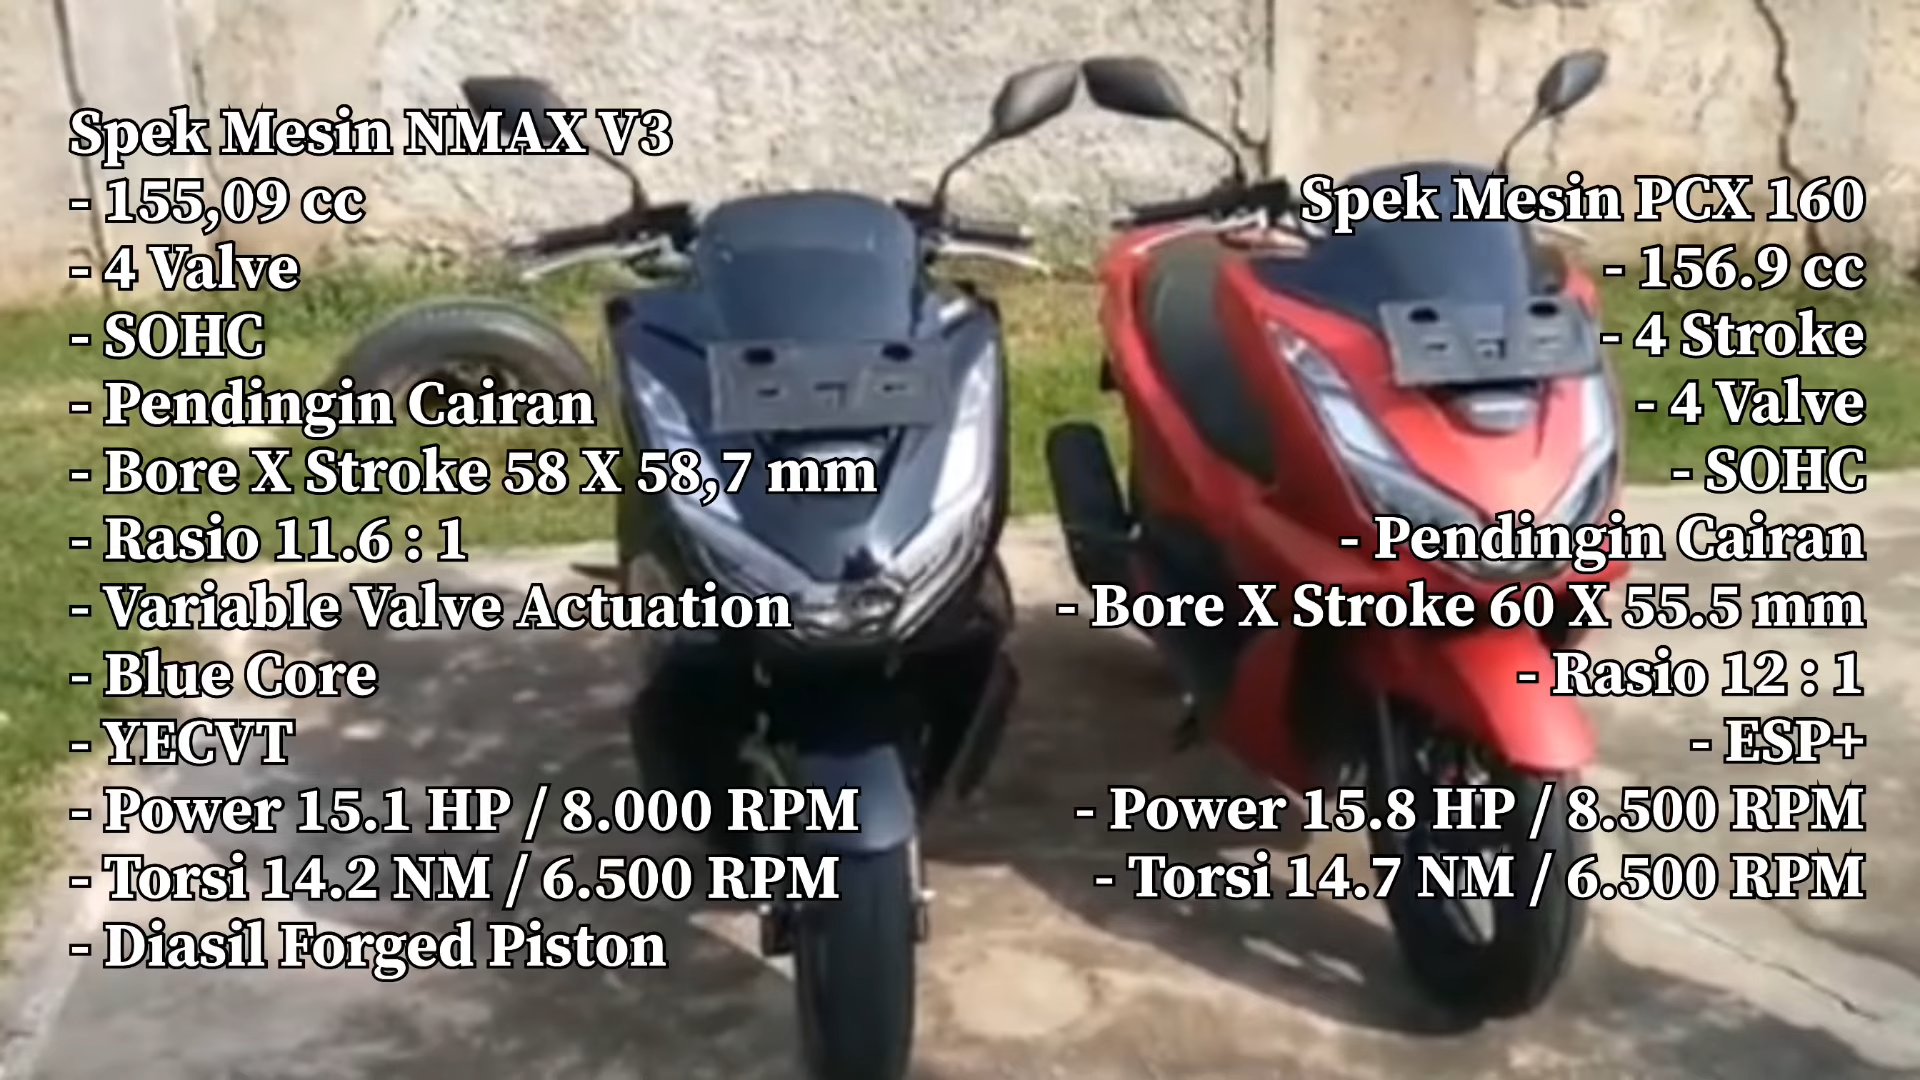 Spek Mesin NMAX V3
- 155,09 cc
- 4 Valve
- SOHC
- Pendingin Cairan
- Bore X Stroke 58 X 58,7 mm
- Rasio 11.6 : 1
- Variable Valve Actuation
- Blue Core
- YECVT
- Power 15.1 HP / 8.000 RPM
- Torsi 14.2 NM / 6.500 RPM
- Diasil Forged Piston
Spek Mesin PCX 160
- 156.9 cc
- 4 Stroke
- 4 Valve
- SOHC
- Pendingin Cairan
- Bore X Stroke 60 X 55.5 mm
- Rasio 12 : 1
- ESP+
- Power 15.8 HP / 8.500 RPM
- Torsi 14.7 NM / 6.500 RPM